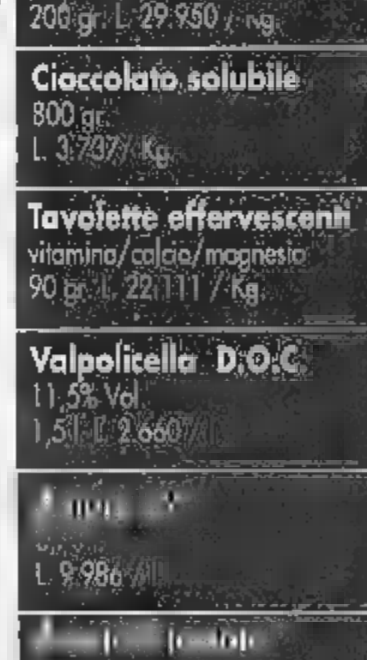 200 gr. L. 29.950 / Kg.
Cioccolato solubile
800 gr.
L. 3.737/ Kg.
Tavolette effervescenti
vitamina/calcio/magnesio
90 gr. L. 22.111 / Kg.
Valpolicella D.O.C.
11,5% Vol
1,5 l. L. 2.660/ l
L. 9.986 / l